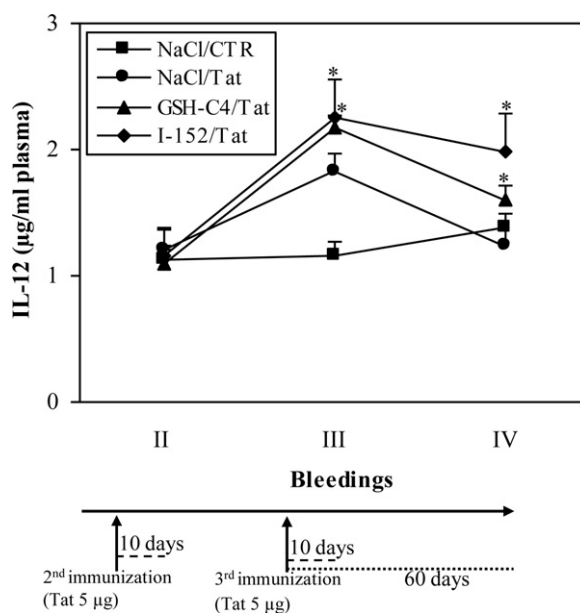 3
NaCl/CTR
NaCl/Tat
GSH-C4/Tat
I-152/Tat
*
*
*
*
2
1
0
IL-12 (µg/ml plasma)
II
III
IV
Bleedings
10 days
10 days
2nd immunization
(Tat 5 µg)
3rd immunization
(Tat 5 µg)
60 days